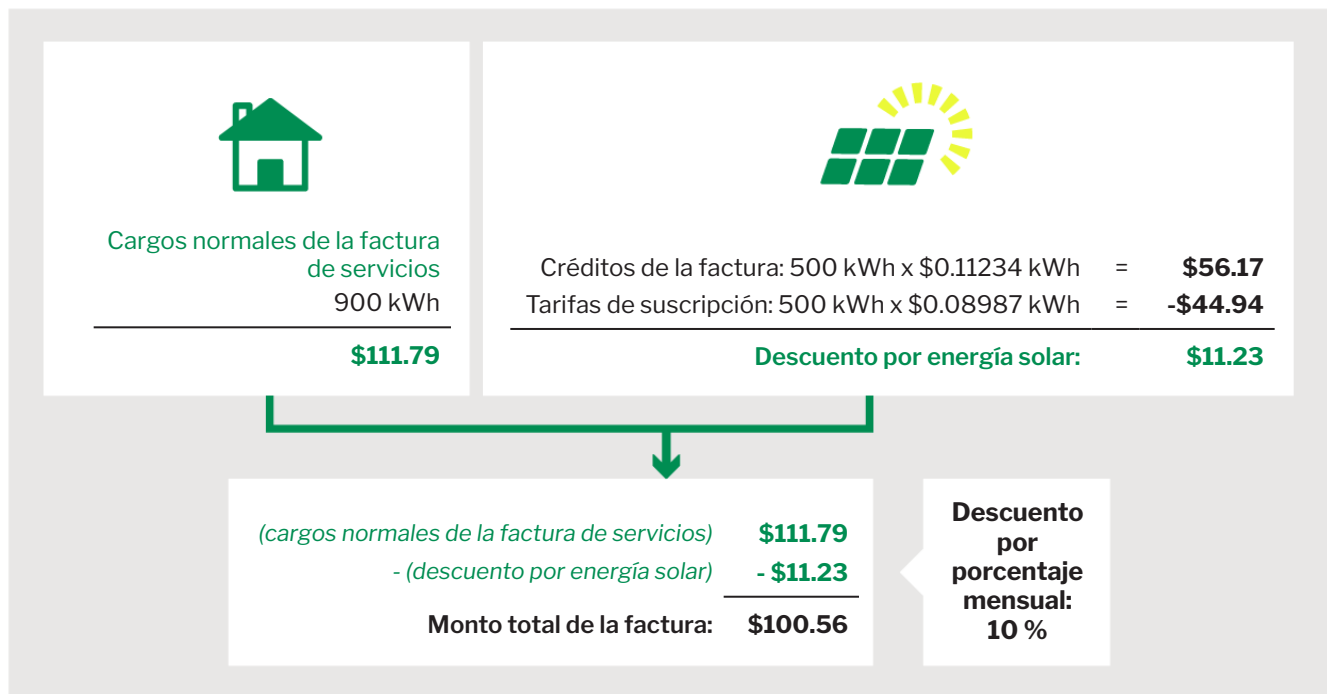 Cargos normales de la factura
de servicios
900 kWh
$111.79
Créditos de la factura: 500 kWh x $0.11234 kWh = $56.17
Tarifas de suscripción: 500 kWh x $0.08987 kWh = -$44.94
Descuento por energía solar: $11.23
(cargos normales de la factura de servicios) $111.79
- (descuento por energía solar) - $11.23
Monto total de la factura: $100.56
Descuento
por
porcentaje
mensual:
10 %